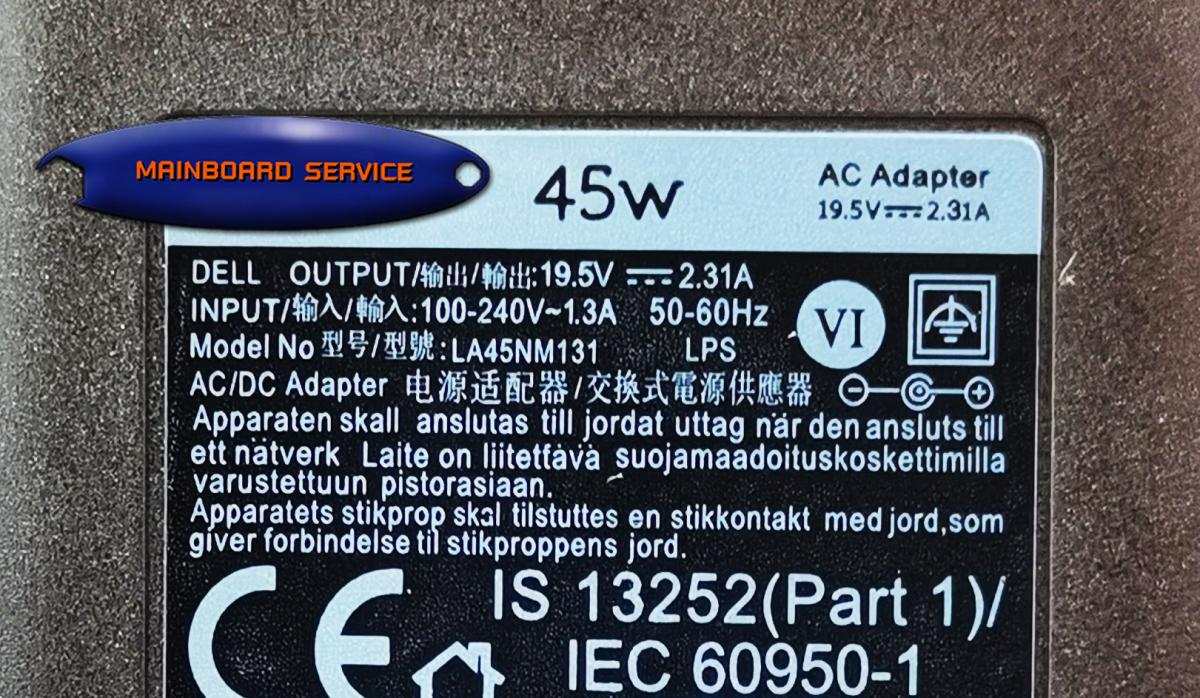 MAINBOARD SERVICE
45W
AC Adapter
19.5V⎓2.31A
DELL OUTPUT/输出/輸出:19.5V ⎓ 2.31A
INPUT/输入/輸入:100-240V~1.3A 50-60Hz
VI
Model No 型号/型號:LA45NM131 LPS
AC/DC Adapter 电源适配器/交換式電源供應器
Apparaten skall anslutas till jordat uttag när den ansluts till
ett nätverk Laite on liitettävä suojamaadoituskoskettimilla
varustettuun pistorasiaan.
Apparatets stikprop skal tilstuttes en stikkontakt med jord,som
giver forbindelse til stikproppens jord.
CE
IS 13252(Part 1)/
IEC 60950-1